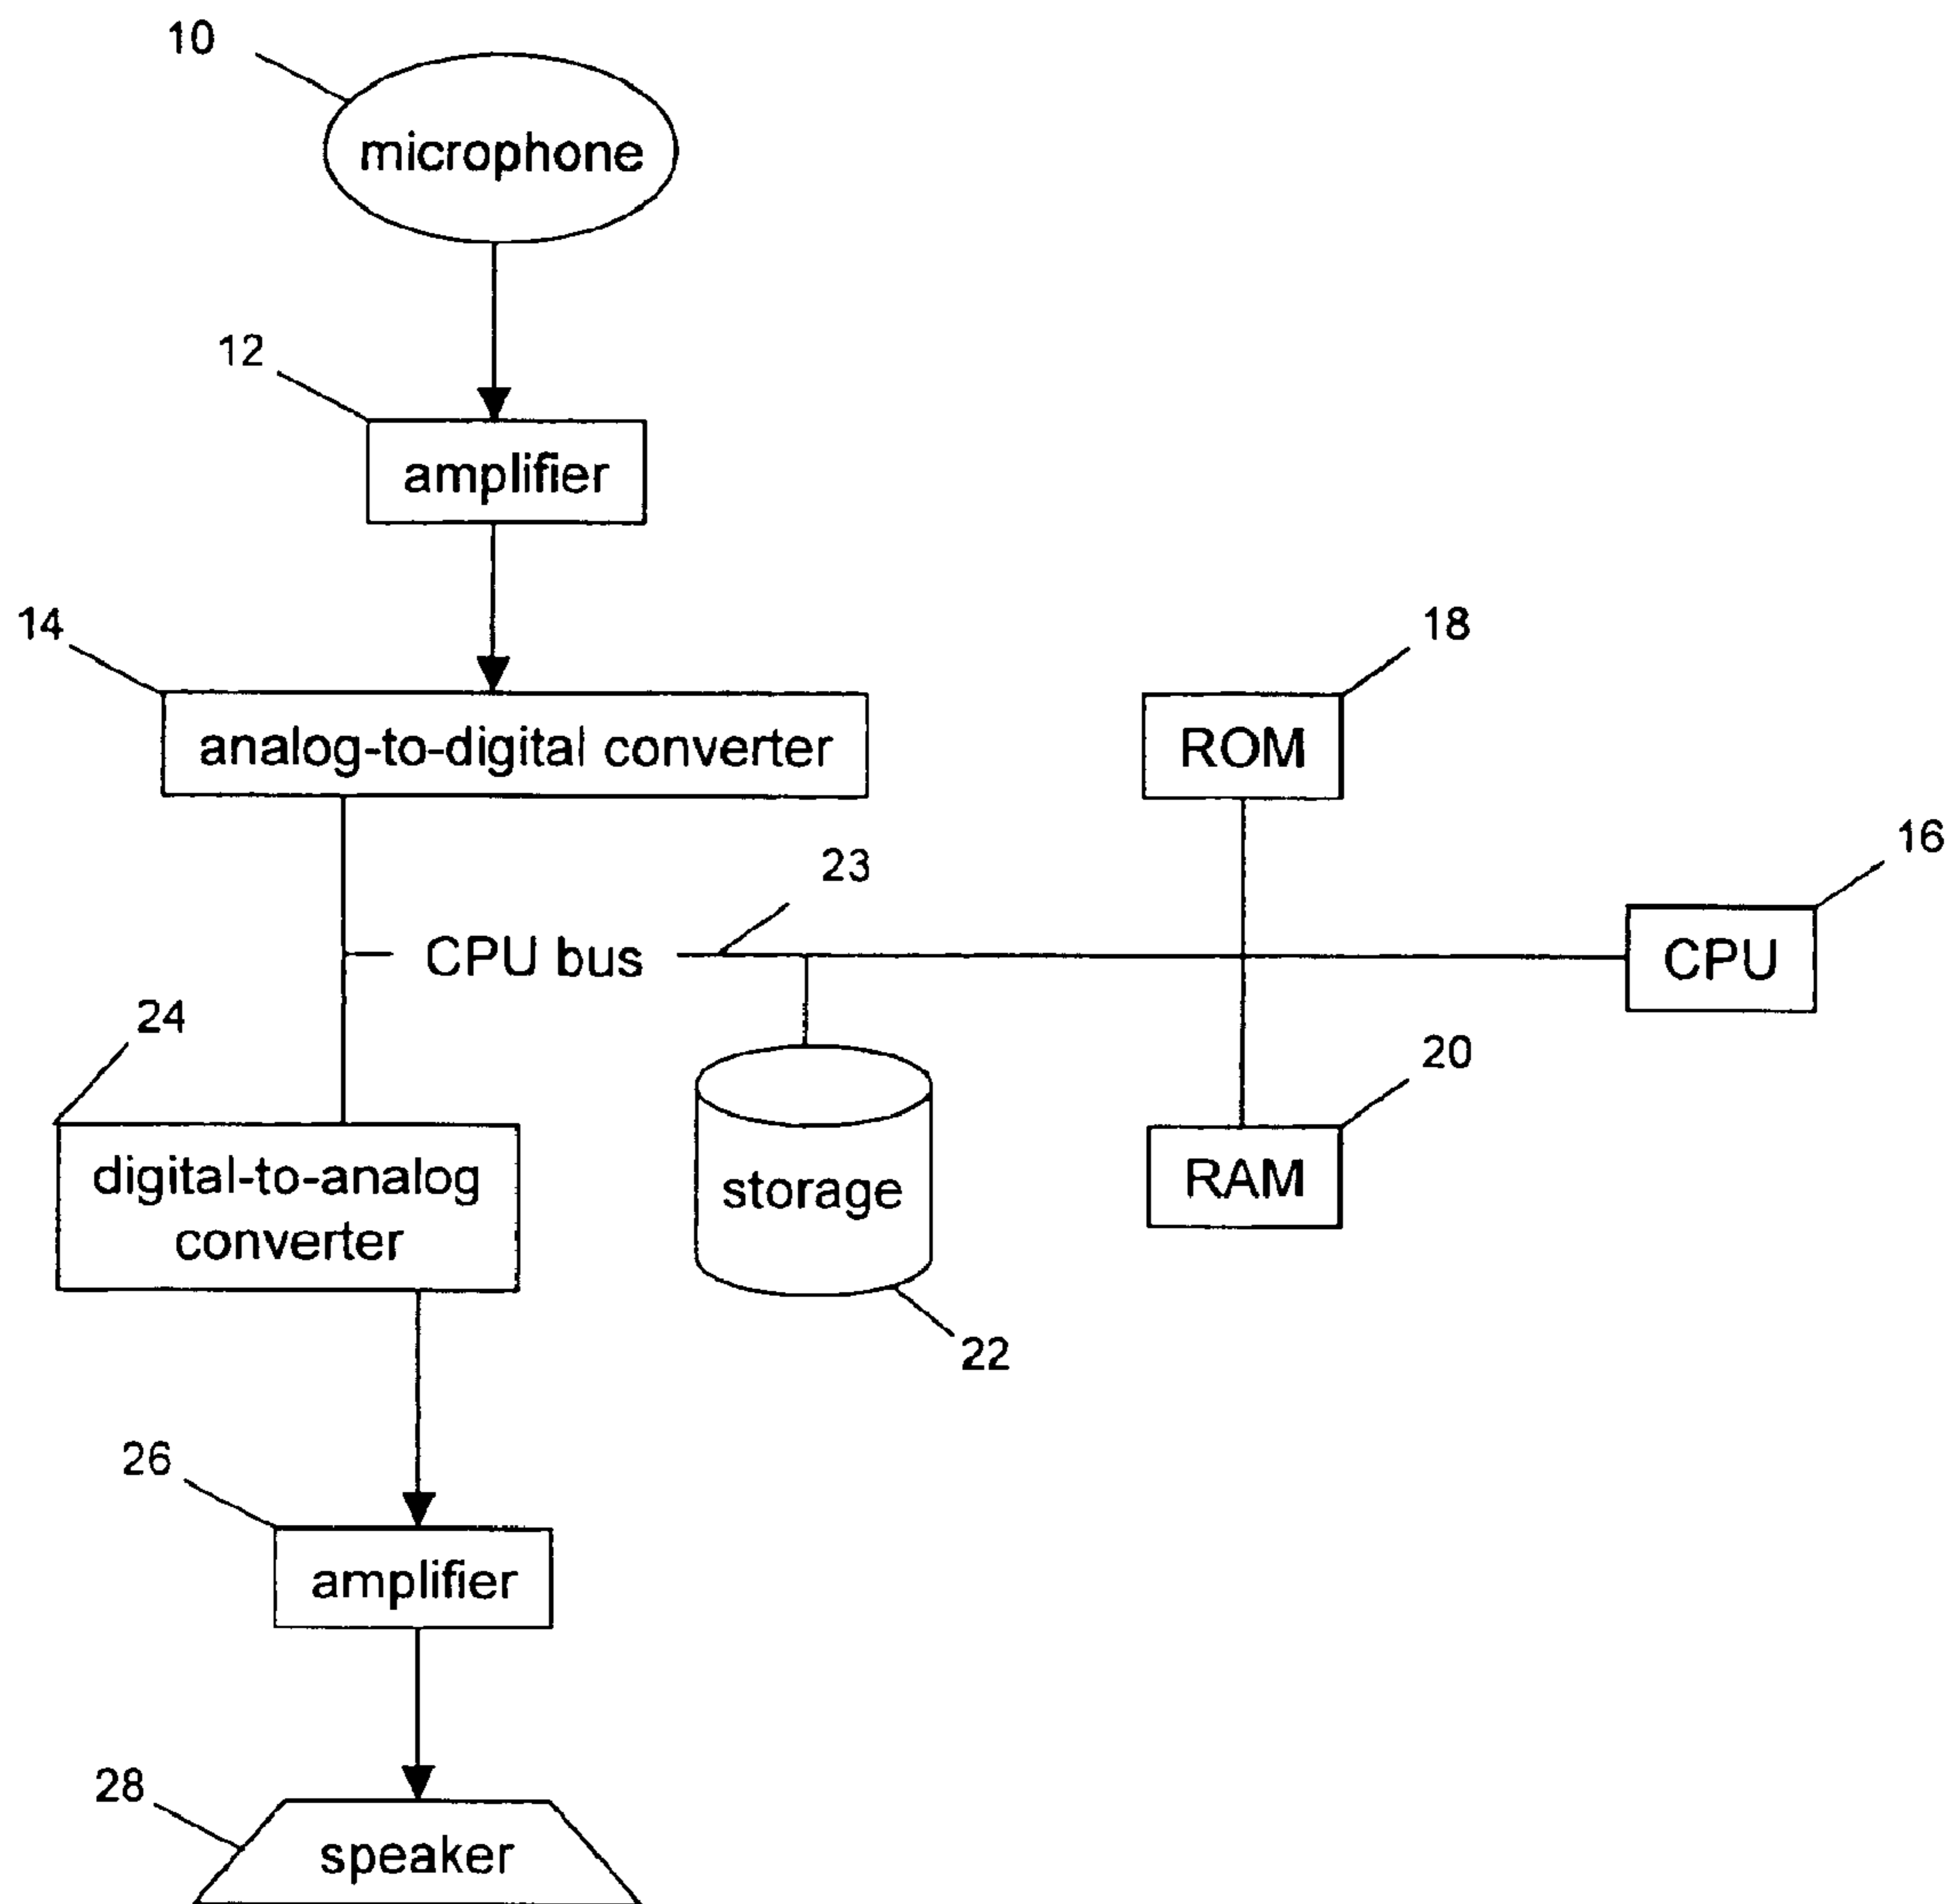 10
microphone
12
amplifier
14
analog-to-digital converter
18
ROM
16
CPU
23
CPU bus
24
digital-to-analog
converter
storage
22
20
RAM
26
amplifier
28
speaker